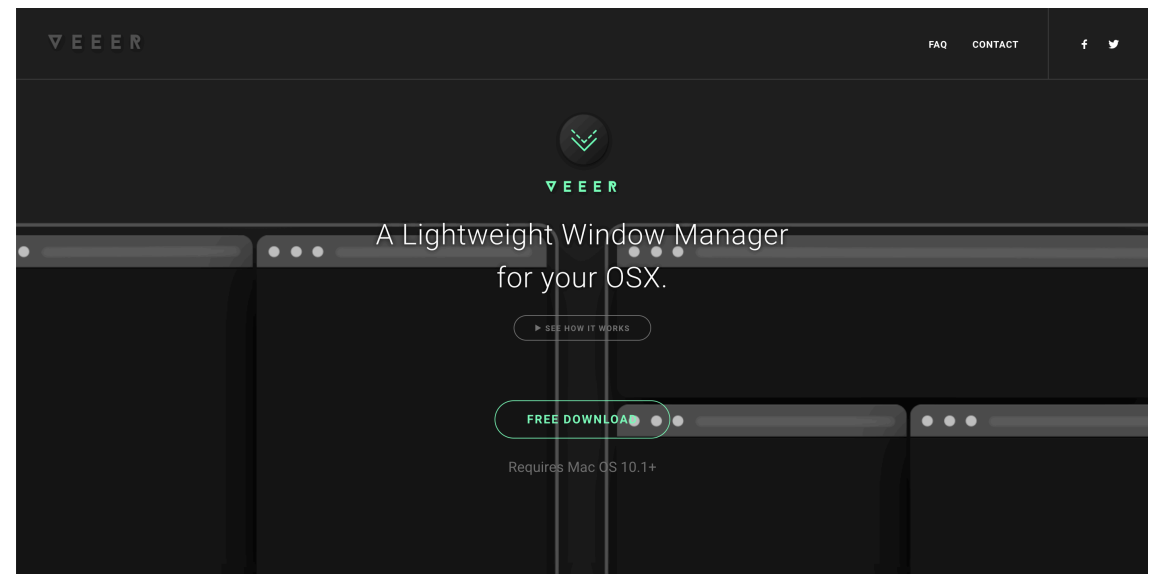 VEEER
FAQ CONTACT
VEEER
A Lightweight Window Manager
for your OSX.
SEE HOW IT WORKS
FREE DOWNLOAD
Requires Mac OS 10.1+